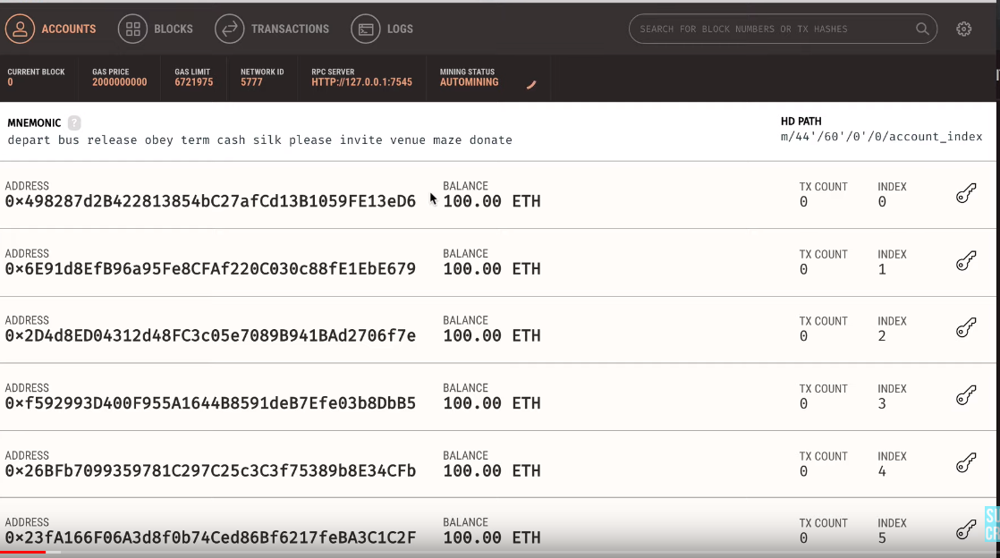 ACCOUNTS BLOCKS TRANSACTIONS LOGS SEARCH FOR BLOCK NUMBERS OR TX HASHES
CURRENT BLOCK GAS PRICE GAS LIMIT NETWORK ID RPC SERVER MINING STATUS
0 2000000000 6721975 5777 HTTP://127.0.0.1:7545 AUTOMINING
MNEMONIC ? HD PATH
depart bus release obey term cash silk please invite venue maze donate m/44'/60'/0'/0/account_index
ADDRESS BALANCE TX COUNT INDEX
0×498287d2B422813854bC27afCd13B1059FE13eD6 100.00 ETH 0 0
ADDRESS BALANCE TX COUNT INDEX
0×6E91d8EfB96a95Fe8CFAf220C030c88fE1EbE679 100.00 ETH 0 1
ADDRESS BALANCE TX COUNT INDEX
0×2D4d8ED04312d48FC3c05e7089B941BAd2706f7e 100.00 ETH 0 2
ADDRESS BALANCE TX COUNT INDEX
0×f592993D400F955A1644B8591deB7Efe03b8DbB5 100.00 ETH 0 3
ADDRESS BALANCE TX COUNT INDEX
0×26BFb7099359781C297C25c3C3f75389b8E34CFb 100.00 ETH 0 4
ADDRESS BALANCE TX COUNT INDEX
0×23fA166F06A3d8f0b74Ced86Bf6217feBA3C1C2F 100.00 ETH 0 5